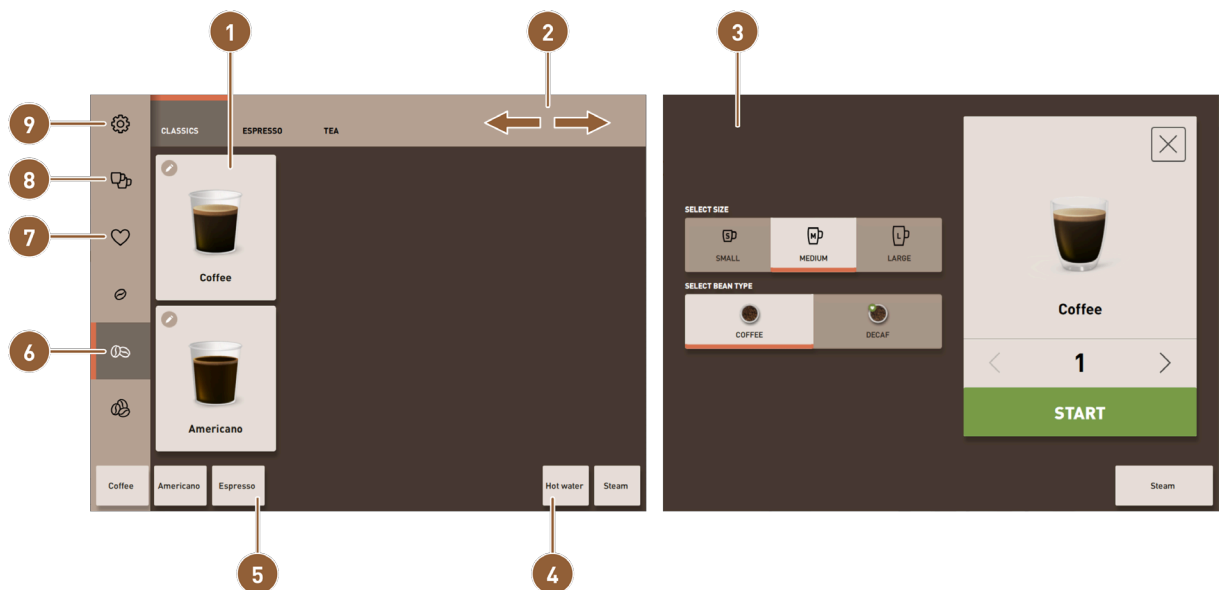 1
2
3
9
CLASSICS ESPRESSO TEA
8
SELECT SIZE
7
S M L
SMALL MEDIUM LARGE
Coffee
SELECT BEAN TYPE
Coffee
COFFEE DECAF
6
1
START
Americano
Coffee Americano Espresso Hot water Steam
Steam
5
4